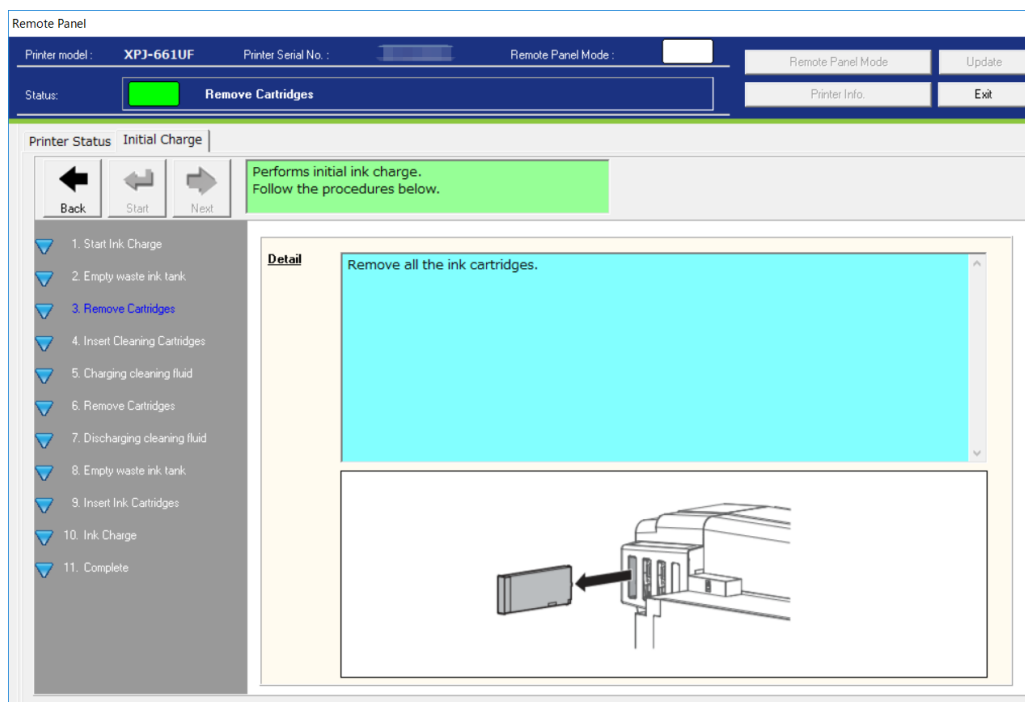 Remote Panel
Printer model : XPJ-661UF Printer Serial No. : Remote Panel Mode :
Remote Panel Mode Update
Status: Remove Cartridges
Printer Info. Exit
Printer Status Initial Charge
Back Start Next
Performs initial ink charge.
Follow the procedures below.
1. Start Ink Charge
2. Empty waste ink tank
3. Remove Cartridges
4. Insert Cleaning Cartridges
5. Charging cleaning fluid
6. Remove Cartridges
7. Discharging cleaning fluid
8. Empty waste ink tank
9. Insert Ink Cartridges
10. Ink Charge
11. Complete
Detail
Remove all the ink cartridges.